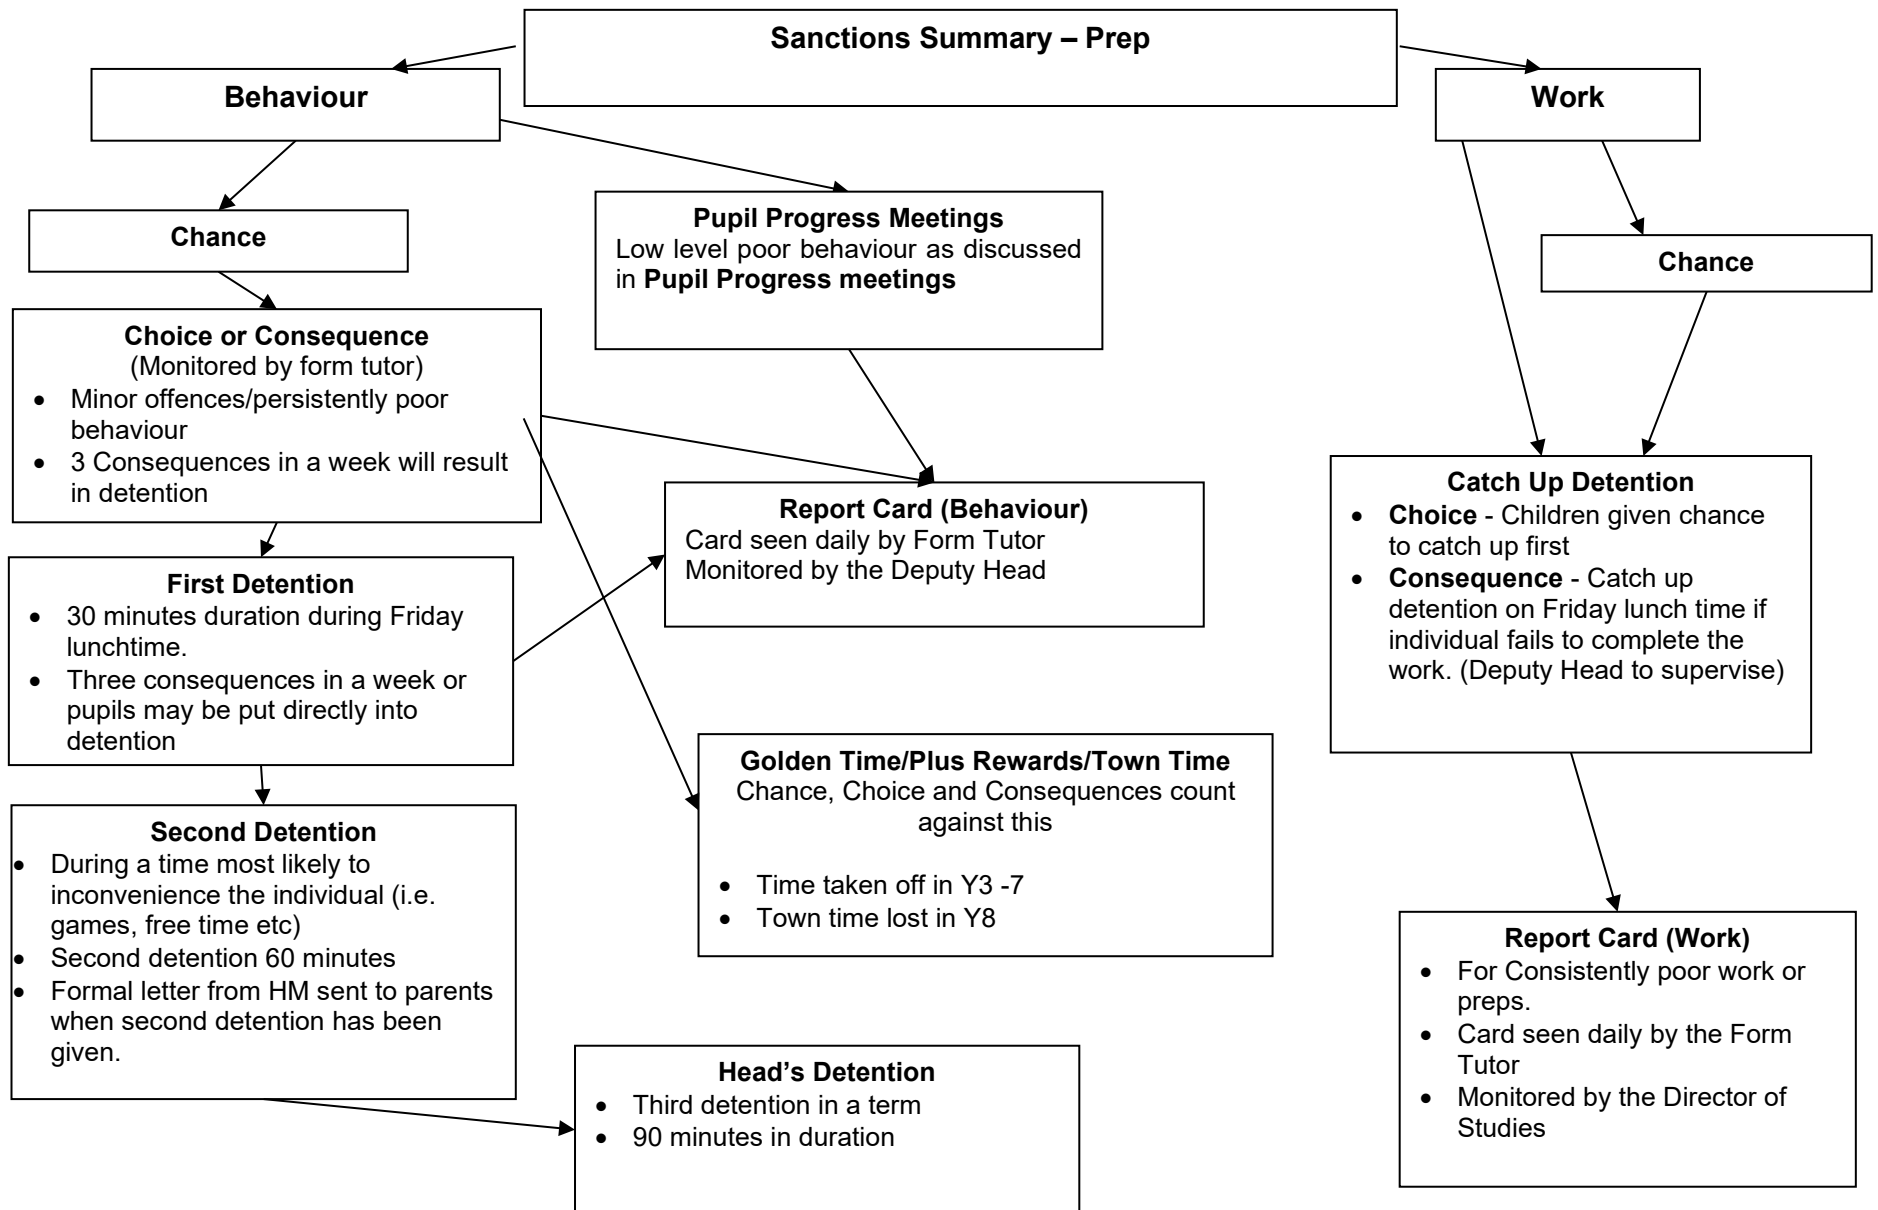 Sanctions Summary – Prep
Behaviour
Work
Chance
Pupil Progress Meetings
Low level poor behaviour as discussed
in Pupil Progress meetings
Chance
Choice or Consequence
(Monitored by form tutor)
• Minor offences/persistently poor
behaviour
• 3 Consequences in a week will result
in detention
Report Card (Behaviour)
Card seen daily by Form Tutor
Monitored by the Deputy Head
Catch Up Detention
• Choice - Children given chance
to catch up first
• Consequence - Catch up
detention on Friday lunch time if
individual fails to complete the
work. (Deputy Head to supervise)
First Detention
• 30 minutes duration during Friday
lunchtime.
• Three consequences in a week or
pupils may be put directly into
detention
Golden Time/Plus Rewards/Town Time
Chance, Choice and Consequences count
against this
• Time taken off in Y3 -7
• Town time lost in Y8
Second Detention
• During a time most likely to
inconvenience the individual (i.e.
games, free time etc)
• Second detention 60 minutes
• Formal letter from HM sent to parents
when second detention has been
given.
Report Card (Work)
• For Consistently poor work or
preps.
• Card seen daily by the Form
Tutor
• Monitored by the Director of
Studies
Head’s Detention
• Third detention in a term
• 90 minutes in duration